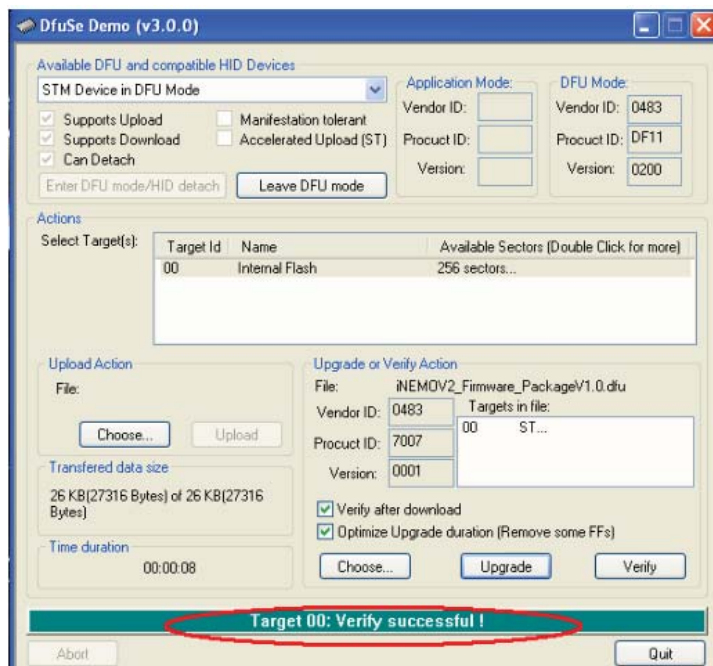 DfuSe Demo (v3.0.0)
Available DFU and compatible HID Devices
STM Device in DFU Mode
Supports Upload
Manifestation tolerant
Supports Download
Accelerated Upload (ST)
Can Detach
Enter DFU mode/HID detach
Leave DFU mode
Application Mode:
Vendor ID:
Procuct ID:
Version:
DFU Mode:
Vendor ID: 0483
Procuct ID: DF11
Version: 0200
Actions
Select Target(s):
Target Id Name Available Sectors (Double Click for more)
00 Internal Flash 256 sectors...
Upload Action
File:
Choose...
Upload
Transfered data size
26 KB(27316 Bytes) of 26 KB(27316
Bytes)
Time duration
00:00:08
Upgrade or Verify Action
File: iNEMOV2_Firmware_PackageV1.0.dfu
Vendor ID: 0483
Procuct ID: 7007
Version: 0001
Targets in file:
00 ST...
Verify after download
Optimize Upgrade duration (Remove some FFs)
Choose...
Upgrade
Verify
Target 00: Verify successful !
Abort
Quit